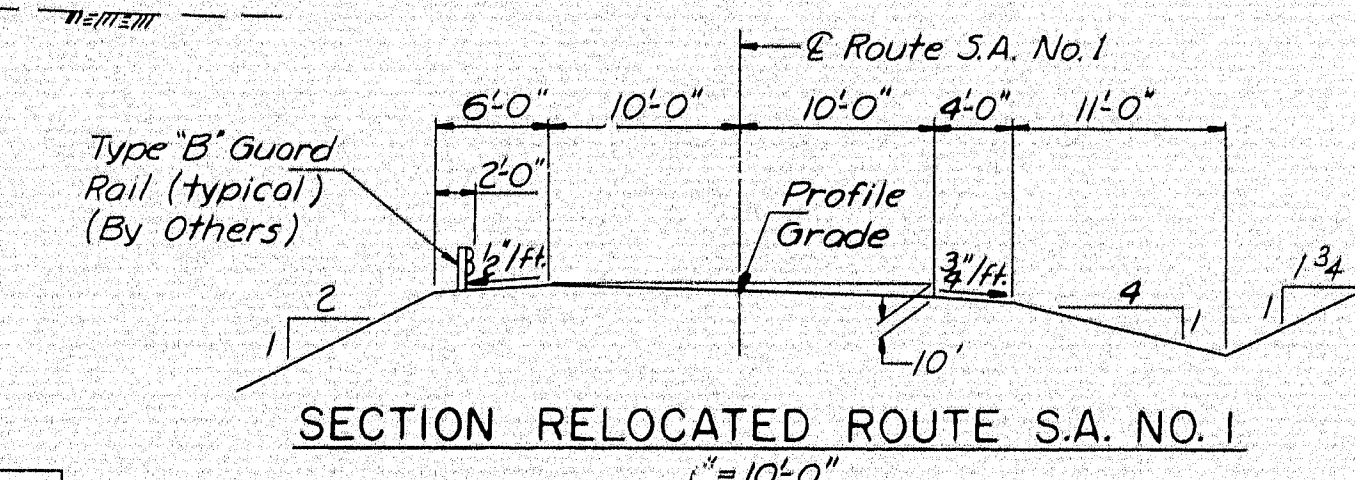 ℄ Route S.A. No. 1
6'-0" 10'-0" 10'-0" 4'-0" 11'-0"
Type "B" Guard
Rail (typical)
(By Others)
2'-0"
Profile
Grade
1/2"/ft.
3/4"/ft.
2
1
4
1
1 3/4
1
10'
SECTION RELOCATED ROUTE S.A. NO. 1
1" = 10'-0"